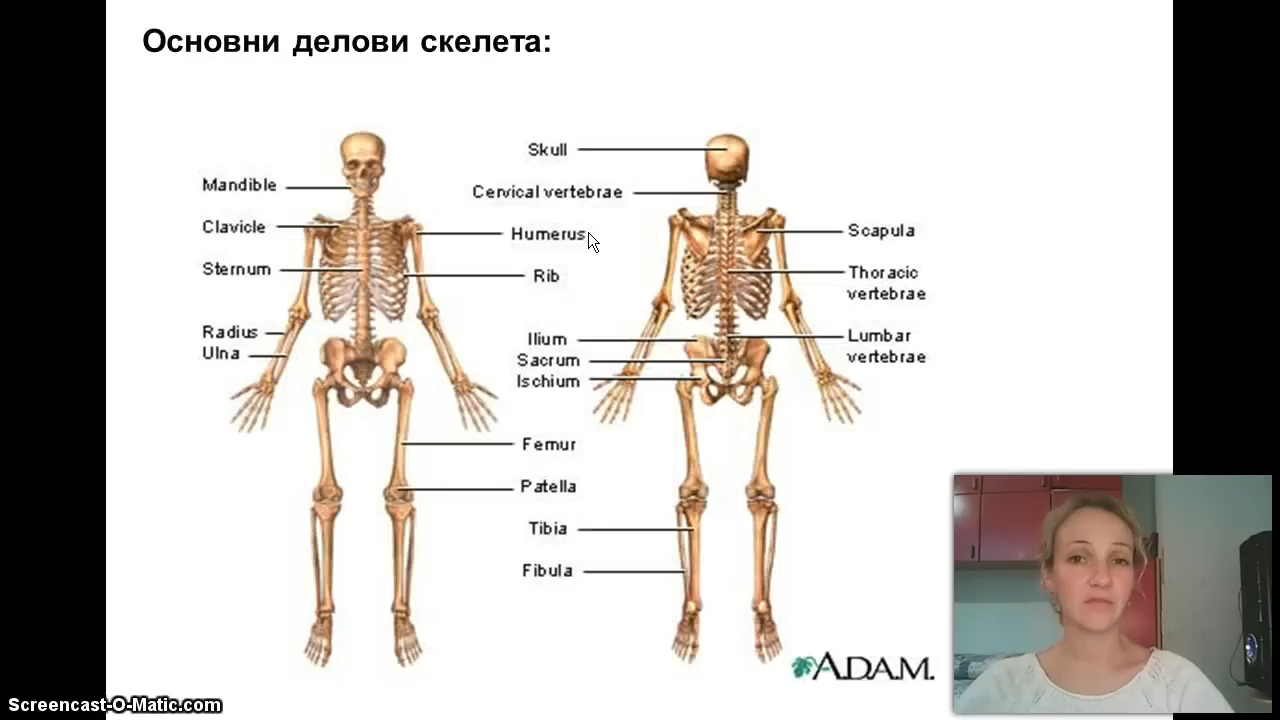 Основни делови скелета:
Mandible
Clavicle
Sternum
Radius
Ulna
Skull
Cervical vertebrae
Humerus
Rib
Ilium
Sacrum
Ischium
Femur
Patella
Tibia
Fibula
Scapula
Thoracic
vertebrae
Lumbar
vertebrae
A.D.A.M.
Screencast-O-Matic.com